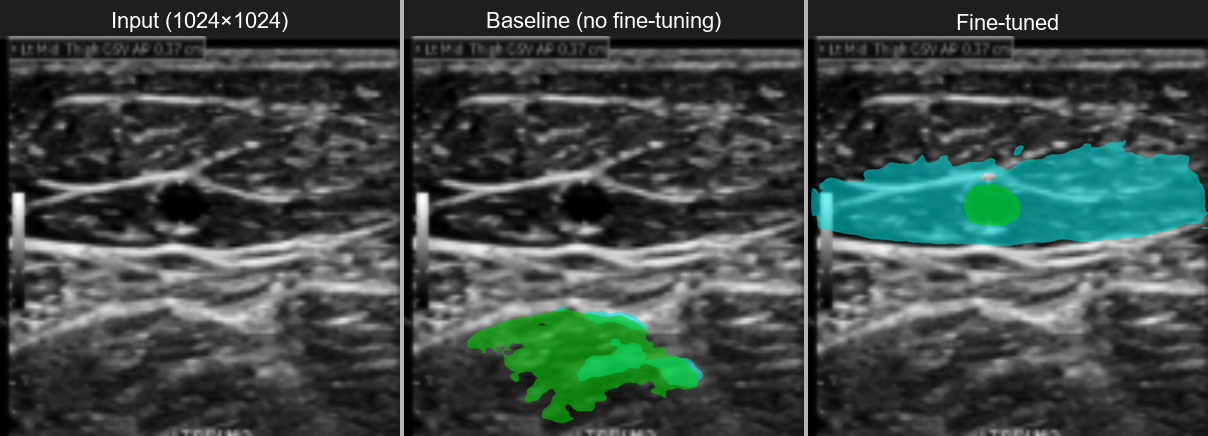 Input (1024×1024)
Baseline (no fine-tuning)
Fine-tuned
Lt Mid Thigh GSV AP 0.37 cm
Lt Mid Thigh GSV AP 0.37 cm
Lt Mid Thigh GSV AP 0.37 cm